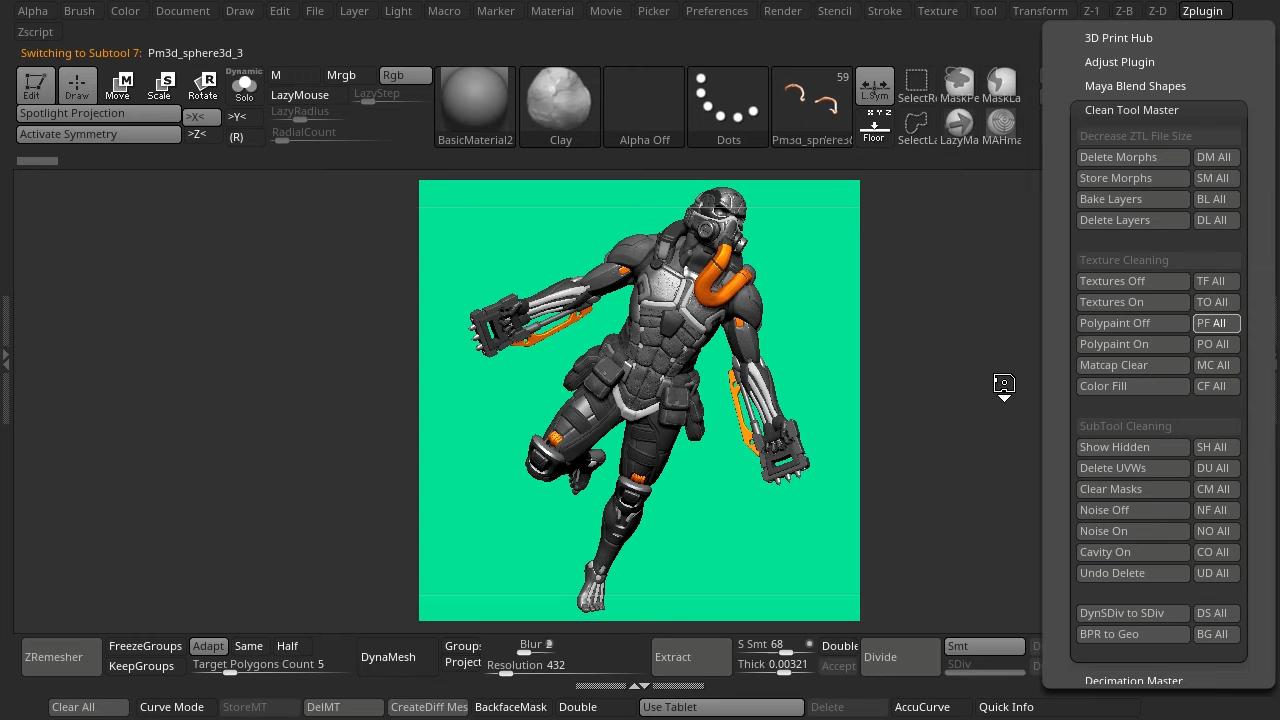 Alpha Brush Color Document Draw Edit File Layer Light Macro Marker Material Movie Picker Preferences Render Stencil Stroke Texture Tool Transform Z-1 Z-B Z-D Zplugin
Zscript
Switching to Subtool 7: Pm3d_sphere3d_3
Edit
Draw
M
Move
S
Scale
R
Rotate
Dynamic
Solo
M Mrgb Rgb
LazyMouse LazyStep
LazyRadius
RadialCount
Spotlight Projection
Activate Symmetry
>X< >Y<
>Z< (R)
BasicMaterial2
Clay
Alpha Off
Dots
59
L.Sym
X Y Z
Floor
SelectRe MaskPe MaskLa
SelectLa LazyMa MAHma
3D Print Hub
Adjust Plugin
Maya Blend Shapes
Clean Tool Master
Decrease ZTL File Size
Delete Morphs DM All
Store Morphs SM All
Bake Layers BL All
Delete Layers DL All
Texture Cleaning
Textures Off TF All
Textures On TO All
Polypaint Off PF All
Polypaint On PO All
Matcap Clear MC All
Color Fill CF All
SubTool Cleaning
Show Hidden SH All
Delete UVWs DU All
Clear Masks CM All
Noise Off NF All
Noise On NO All
Cavity On CO All
Undo Delete UD All
DynSDiv to SDiv DS All
BPR to Geo BG All
Decimation Master
ZRemesher
FreezeGroups Adapt Same Half
KeepGroups Target Polygons Count 5
DynaMesh
Group: Blur 2
Project Resolution 432
Extract
S Smt 68 Double
Thick 0.00321 Accept
Divide
Smt
SDiv
Clear All Curve Mode StoreMT DelMT CreateDiff Mes BackfaceMask Double Use Tablet Delete AccuCurve Quick Info